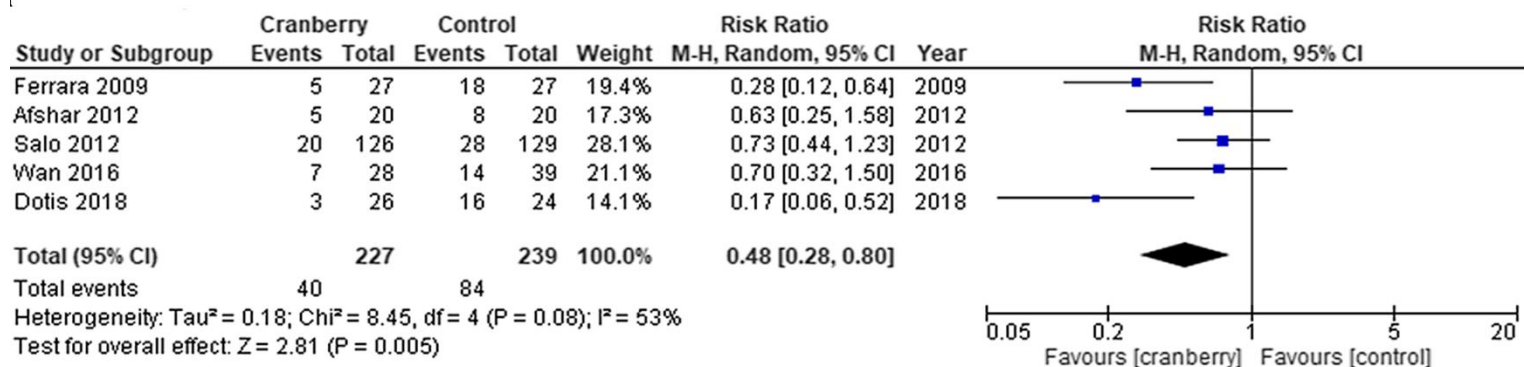 Cranberry Control Risk Ratio Risk Ratio
Study or Subgroup Events Total Events Total Weight M-H, Random, 95% CI Year M-H, Random, 95% CI
Ferrara 2009 5 27 18 27 19.4% 0.28 [0.12, 0.64] 2009
Afshar 2012 5 20 8 20 17.3% 0.63 [0.25, 1.58] 2012
Salo 2012 20 126 28 129 28.1% 0.73 [0.44, 1.23] 2012
Wan 2016 7 28 14 39 21.1% 0.70 [0.32, 1.50] 2016
Dotis 2018 3 26 16 24 14.1% 0.17 [0.06, 0.52] 2018
Total (95% CI) 227 239 100.0% 0.48 [0.28, 0.80]
Total events 40 84
Heterogeneity: Tau² = 0.18; Chi² = 8.45, df = 4 (P = 0.08); I² = 53%
Test for overall effect: Z = 2.81 (P = 0.005)
0.05 0.2 1 5 20
Favours [cranberry] Favours [control]